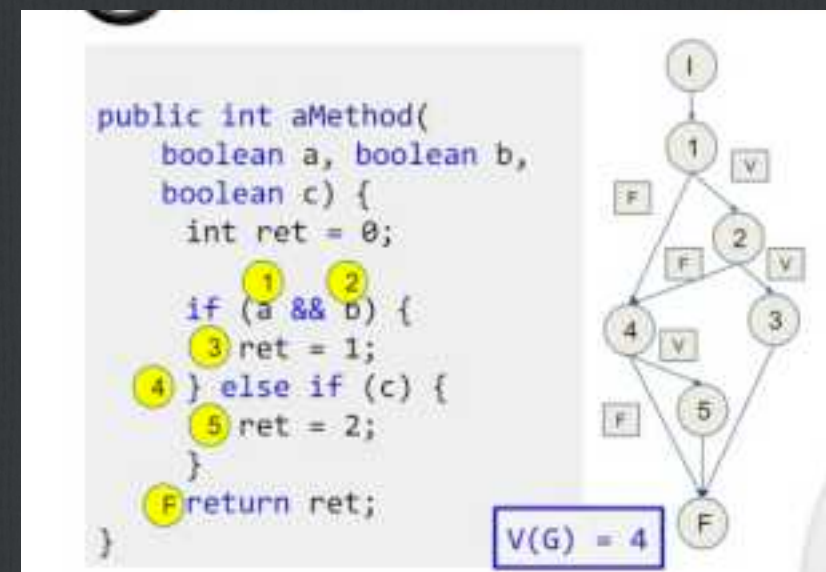 public int aMethod(
boolean a, boolean b,
boolean c) {
int ret = 0;
1 2
if (a && b) {
3 ret = 1;
4 } else if (c) {
5 ret = 2;
}
F return ret;
}
V(G) = 4
I
1
V
F
2
F
V
4
3
V
5
F
F